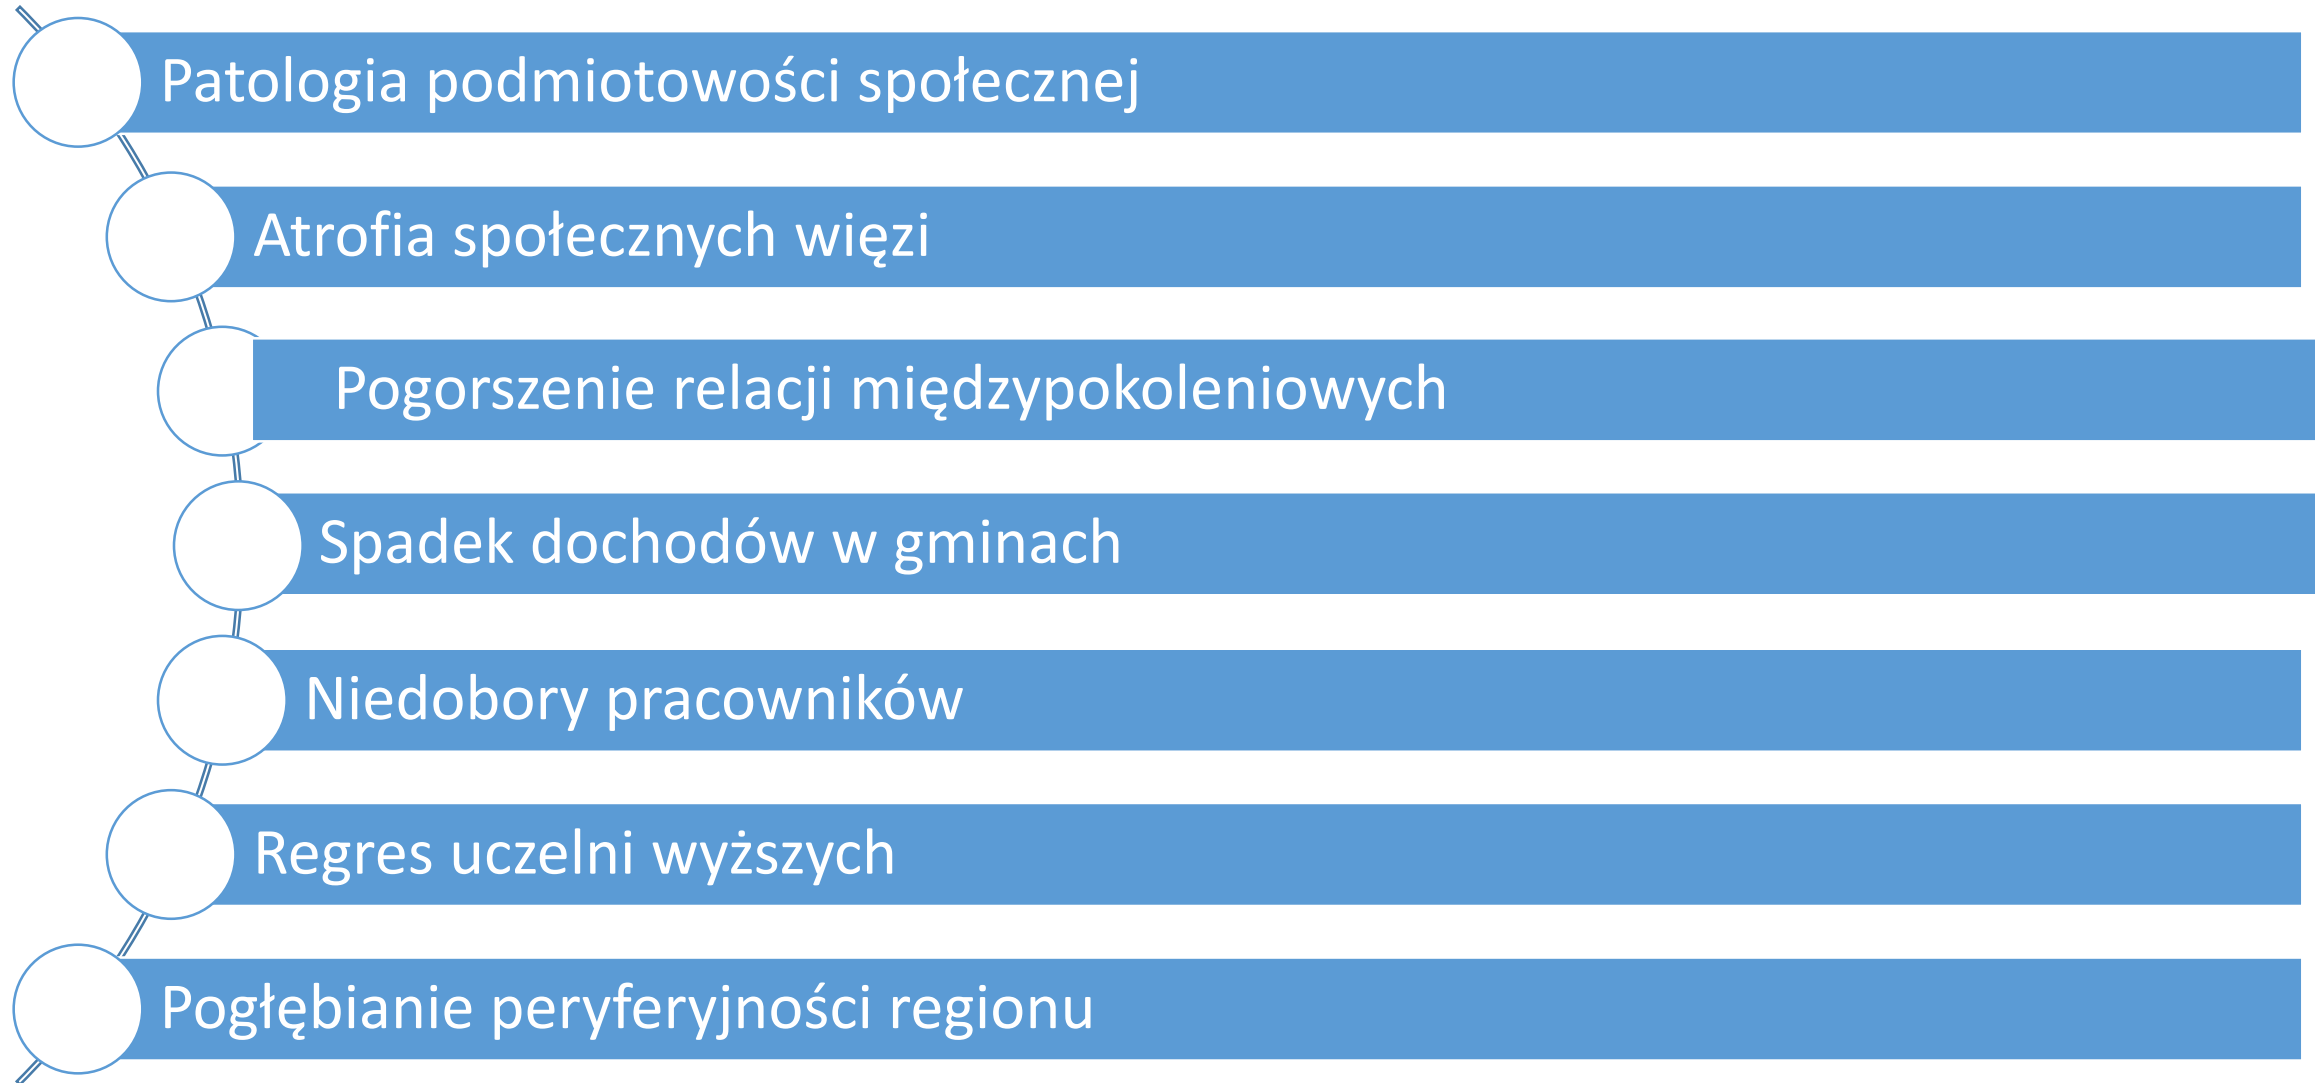 Patologia podmiotowości społecznej
Atrofia społecznych więzi
Pogorszenie relacji międzypokoleniowych
Spadek dochodów w gminach
Niedobory pracowników
Regres uczelni wyższych
Pogłębianie peryferyjności regionu